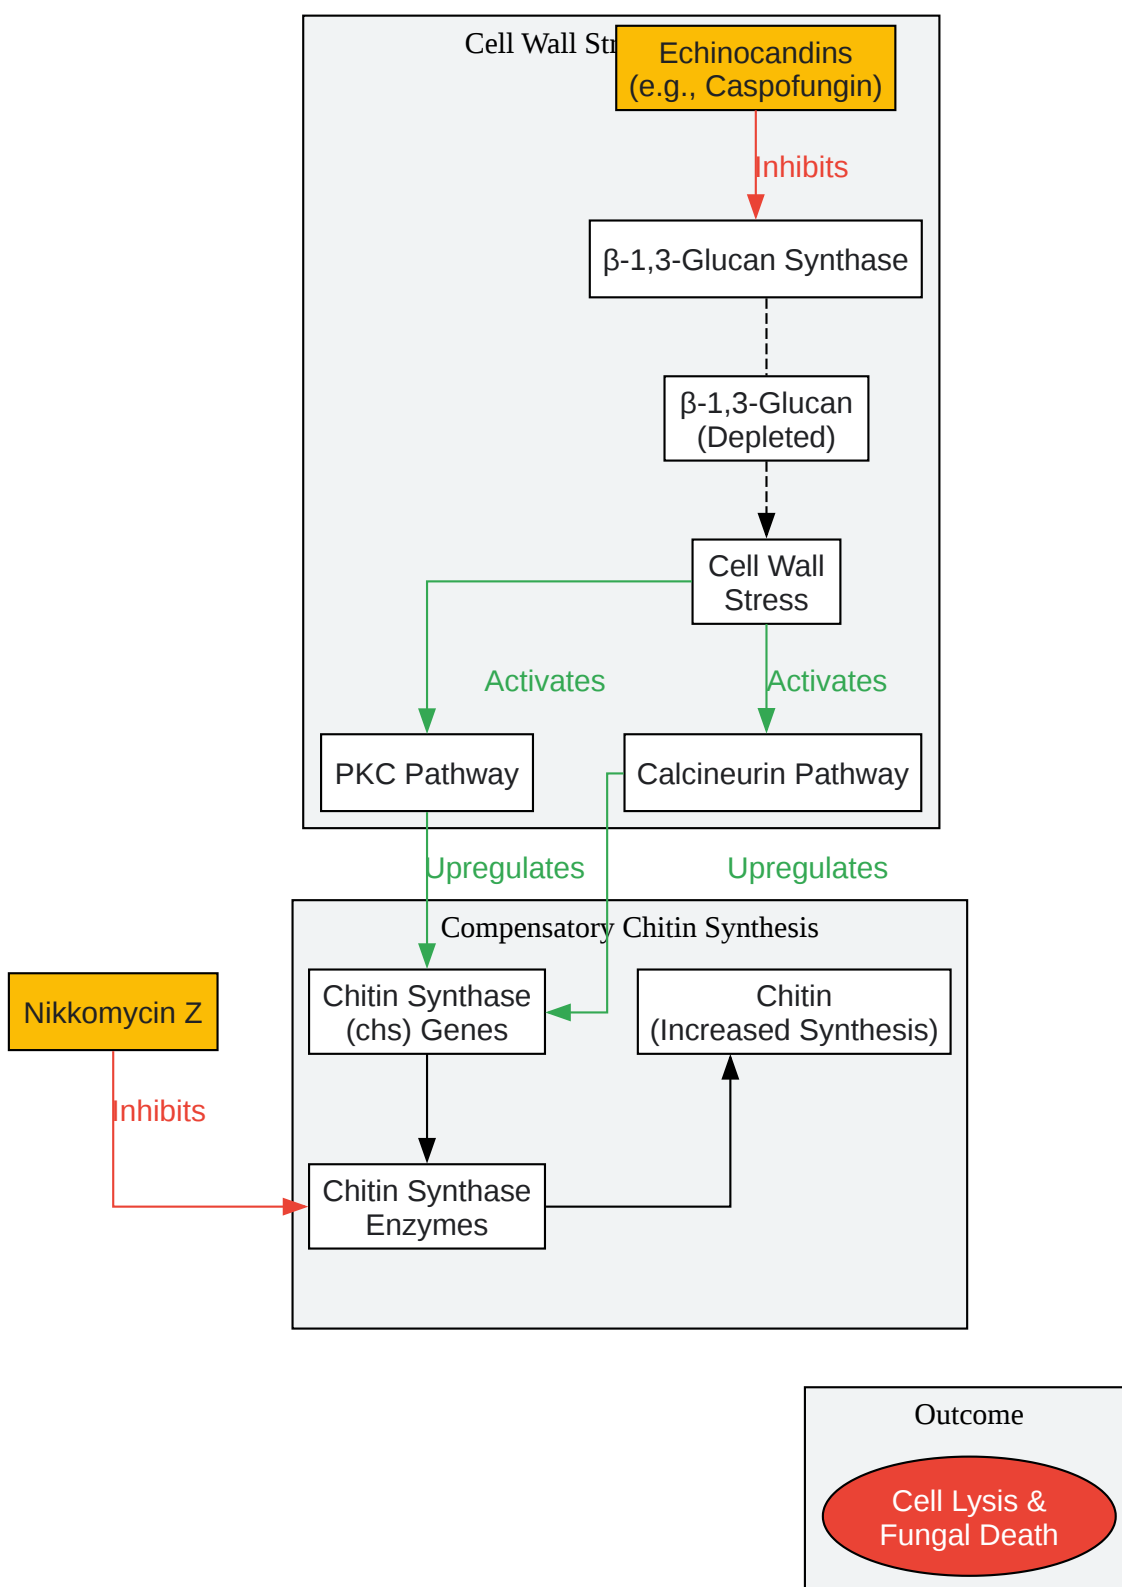 Cell Wall
Echinocandins
(e.g., Caspofungin)
Inhibits
β-1,3-Glucan Synthase
β-1,3-Glucan
(Depleted)
Cell Wall
Stress
Activates
Activates
PKC Pathway
Calcineurin Pathway
Upregulates
Upregulates
Compensatory Chitin Synthesis
Nikkomycin Z
Chitin Synthase
(chs) Genes
Chitin
(Increased Synthesis)
Inhibits
Chitin Synthase
Enzymes
Outcome
Cell Lysis &
Fungal Death